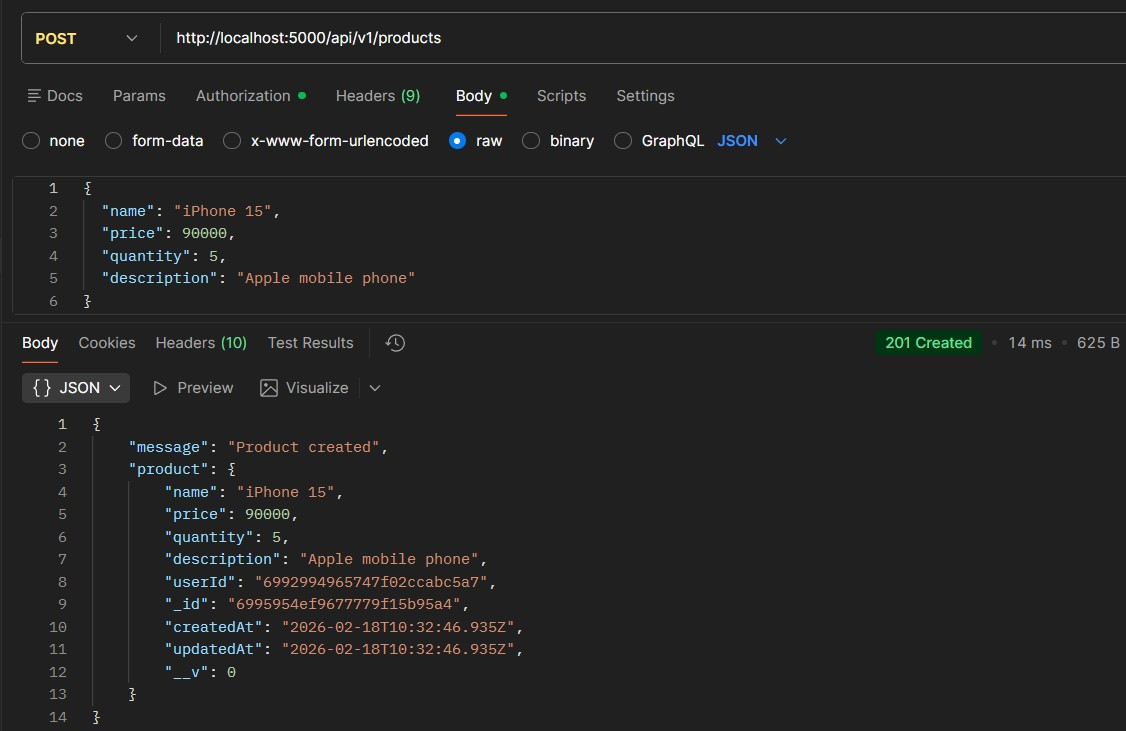 POST http://localhost:5000/api/v1/products
Docs Params Authorization Headers (9) Body Scripts Settings
none form-data x-www-form-urlencoded raw binary GraphQL JSON
1 {
2 "name": "iPhone 15",
3 "price": 90000,
4 "quantity": 5,
5 "description": "Apple mobile phone"
6 }
Body Cookies Headers (10) Test Results 201 Created • 14 ms • 625 B
{} JSON Preview Visualize
1 {
2 "message": "Product created",
3 "product": {
4 "name": "iPhone 15",
5 "price": 90000,
6 "quantity": 5,
7 "description": "Apple mobile phone",
8 "userId": "6992994965747f02ccabc5a7",
9 "_id": "6995954ef9677779f15b95a4",
10 "createdAt": "2026-02-18T10:32:46.935Z",
11 "updatedAt": "2026-02-18T10:32:46.935Z",
12 "__v": 0
13 }
14 }